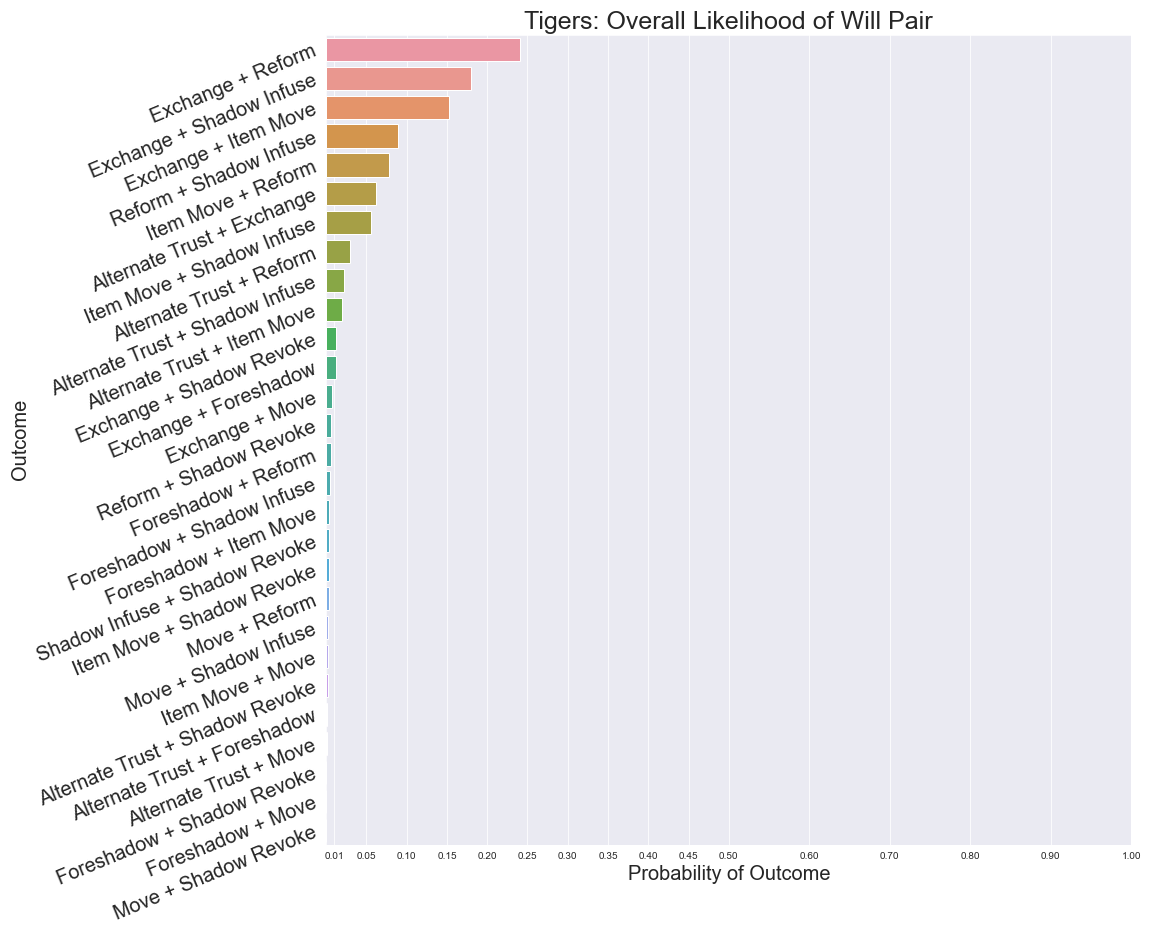 Tigers: Overall Likelihood of Will Pair
Exchange + Reform
Exchange + Shadow Infuse
Exchange + Item Move
Reform + Shadow Infuse
Item Move + Reform
Alternate Trust + Exchange
Item Move + Shadow Infuse
Alternate Trust + Reform
Alternate Trust + Shadow Infuse
Alternate Trust + Item Move
Exchange + Shadow Revoke
Exchange + Foreshadow
Exchange + Move
Reform + Shadow Revoke
Foreshadow + Reform
Foreshadow + Shadow Infuse
Foreshadow + Item Move
Shadow Infuse + Shadow Revoke
Item Move + Shadow Revoke
Move + Reform
Move + Shadow Infuse
Item Move + Move
Alternate Trust + Shadow Revoke
Alternate Trust + Foreshadow
Alternate Trust + Move
Foreshadow + Shadow Revoke
Foreshadow + Move
Move + Shadow Revoke
Outcome
0.01 0.05 0.10 0.15 0.20 0.25 0.30 0.35 0.40 0.45 0.50 0.60 0.70 0.80 0.90 1.00
Probability of Outcome